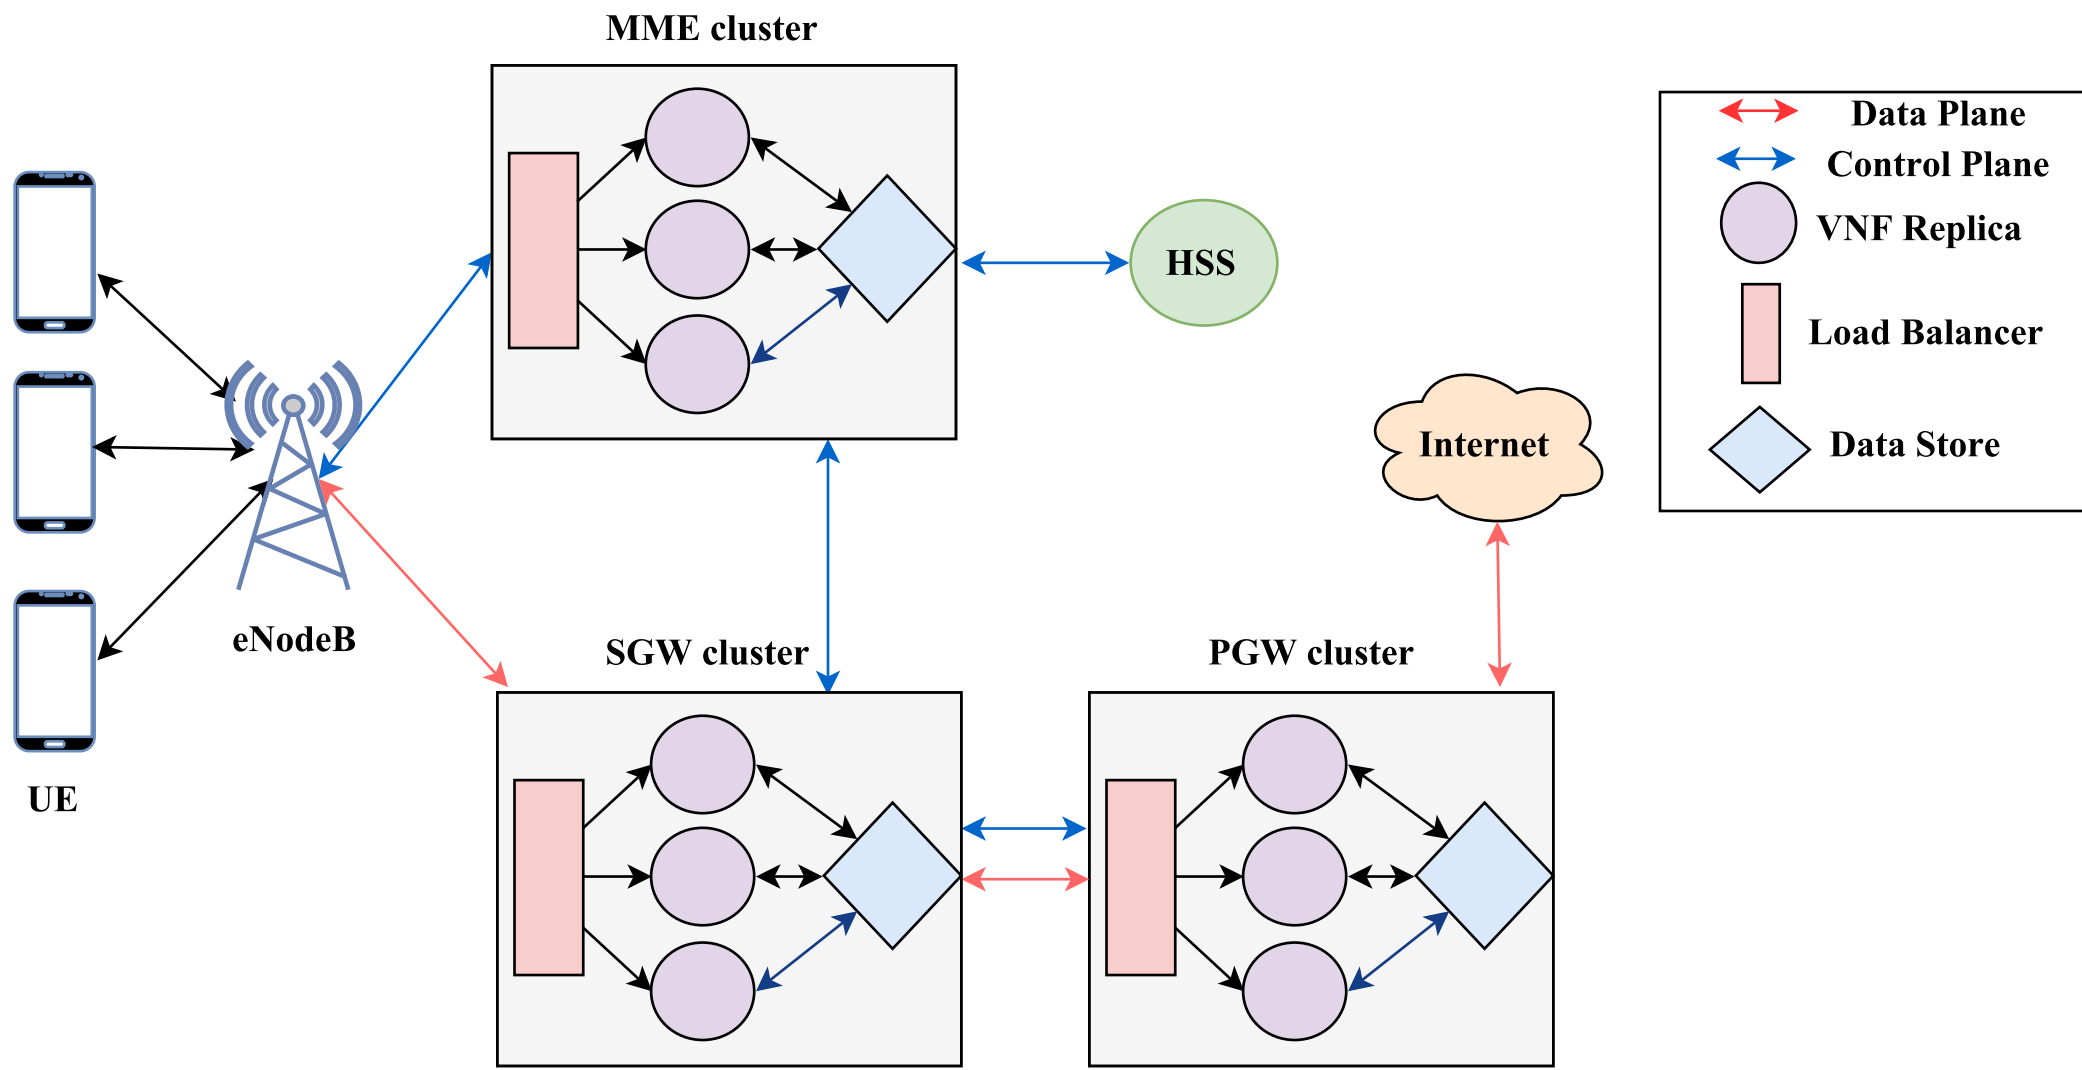 MME cluster
Data Plane
Control Plane
VNF Replica
HSS
Load Balancer
Internet
Data Store
eNodeB
SGW cluster
PGW cluster
UE